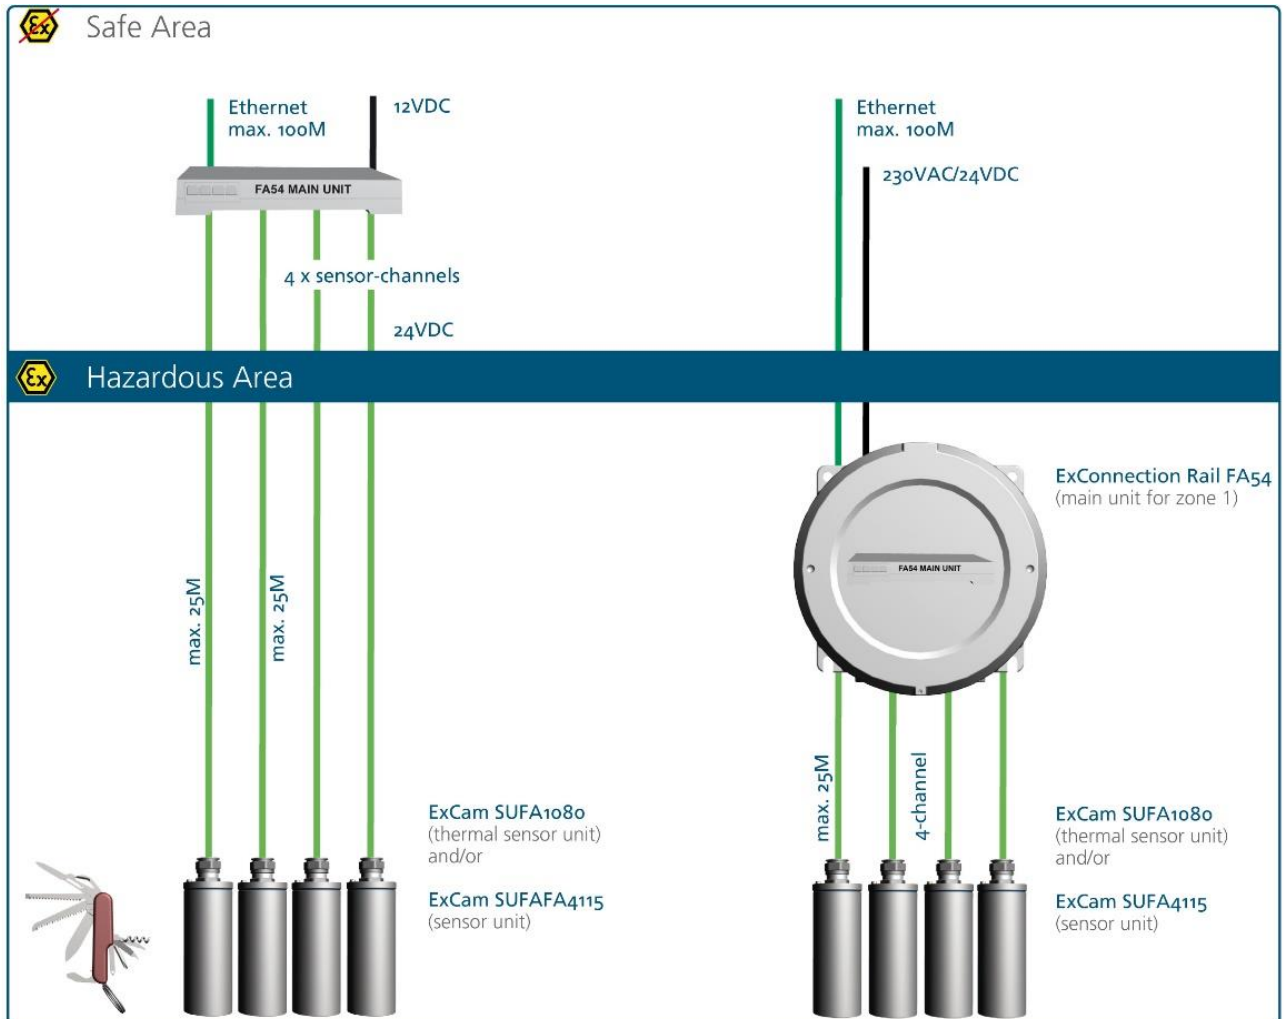 Ex Safe Area
Ethernet
max. 100M
12VDC
FA54 MAIN UNIT
4 x sensor-channels
24VDC
Ethernet
max. 100M
230VAC/24VDC
Ex Hazardous Area
max. 25M
max. 25M
ExCam SUFA1080
(thermal sensor unit)
and/or
ExCam SUFAFA4115
(sensor unit)
ExConnection Rail FA54
(main unit for zone 1)
FA54 MAIN UNIT
max. 25M
4-channel
ExCam SUFA1080
(thermal sensor unit)
and/or
ExCam SUFA4115
(sensor unit)